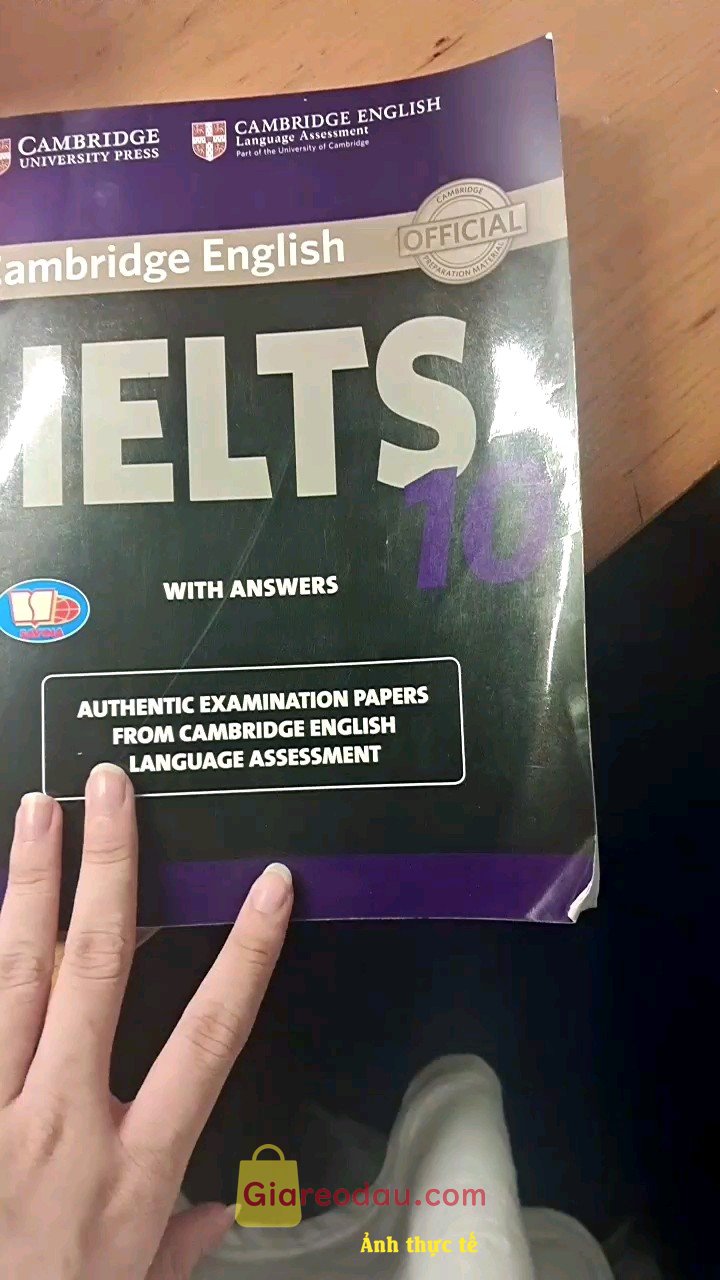 CAMBRIDGE
UNIVERSITY PRESS
CAMBRIDGE ENGLISH
Language Assessment
Part of the University of Cambridge
Cambridge English
CAMBRIDGE
OFFICIAL
PREPARATION MATERIAL
IELTS
10
WITH ANSWERS
AUTHENTIC EXAMINATION PAPERS
FROM CAMBRIDGE ENGLISH
LANGUAGE ASSESSMENT
Giareodau.com
Ảnh thực tế